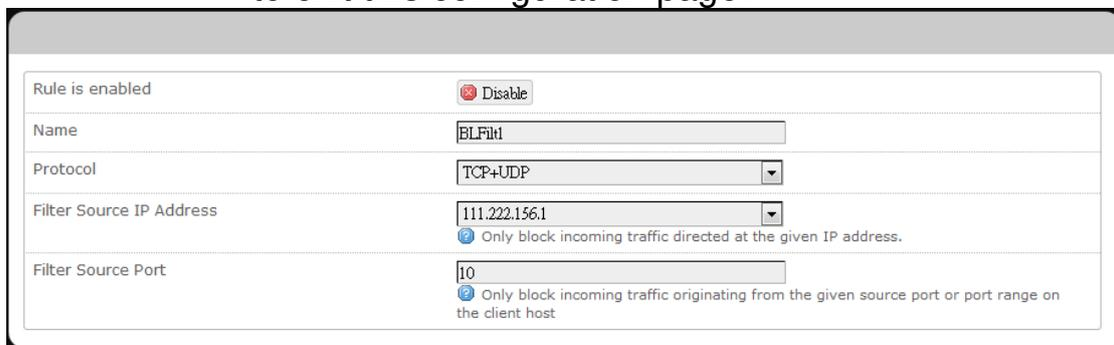 Rule is enabled
Disable
Name
BLFilt1
Protocol
TCP+UDP
Filter Source IP Address
111.222.156.1
Only block incoming traffic directed at the given IP address.
Filter Source Port
10
Only block incoming traffic originating from the given source port or port range on
the client host